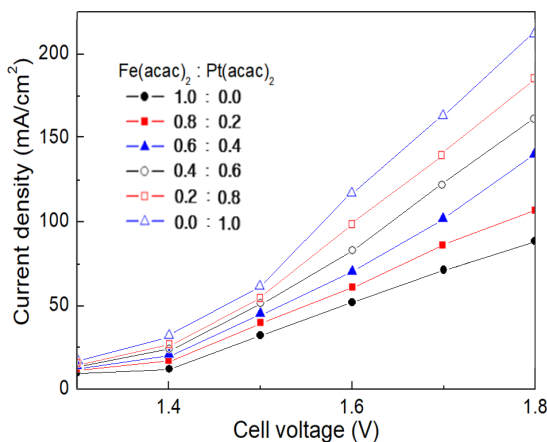 200
150
100
50
0
Current density (mA/cm²)
Fe(acac)₂ : Pt(acac)₂
1.0 : 0.0
0.8 : 0.2
0.6 : 0.4
0.4 : 0.6
0.2 : 0.8
0.0 : 1.0
1.4 1.6 1.8
Cell voltage (V)